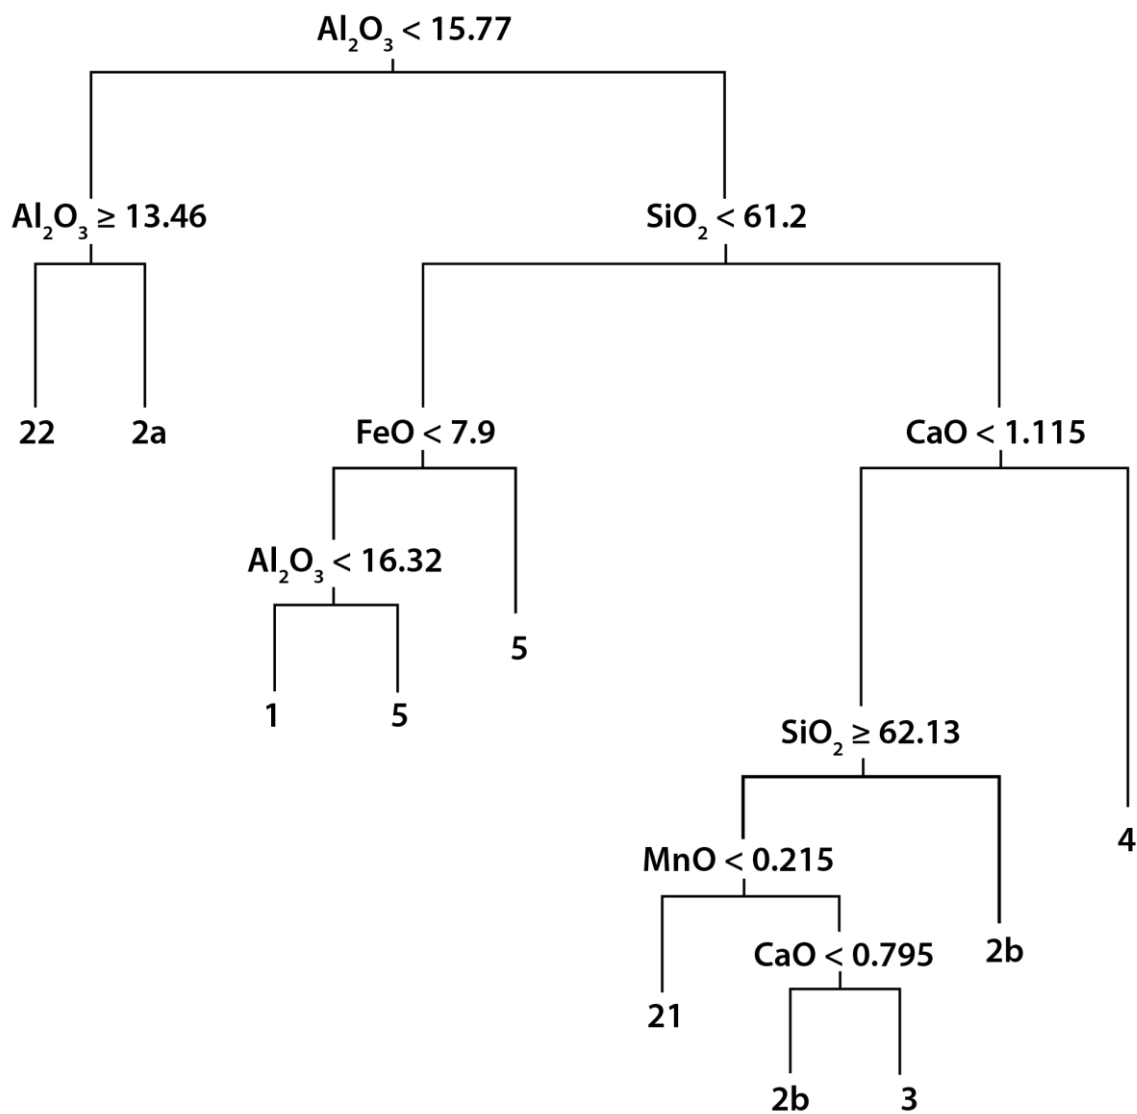 Al₂O₃ < 15.77
Al₂O₃ ≥ 13.46
SiO₂ < 61.2
22
2a
FeO < 7.9
CaO < 1.115
Al₂O₃ < 16.32
5
1
5
SiO₂ ≥ 62.13
4
MnO < 0.215
CaO < 0.795
2b
21
2b
3